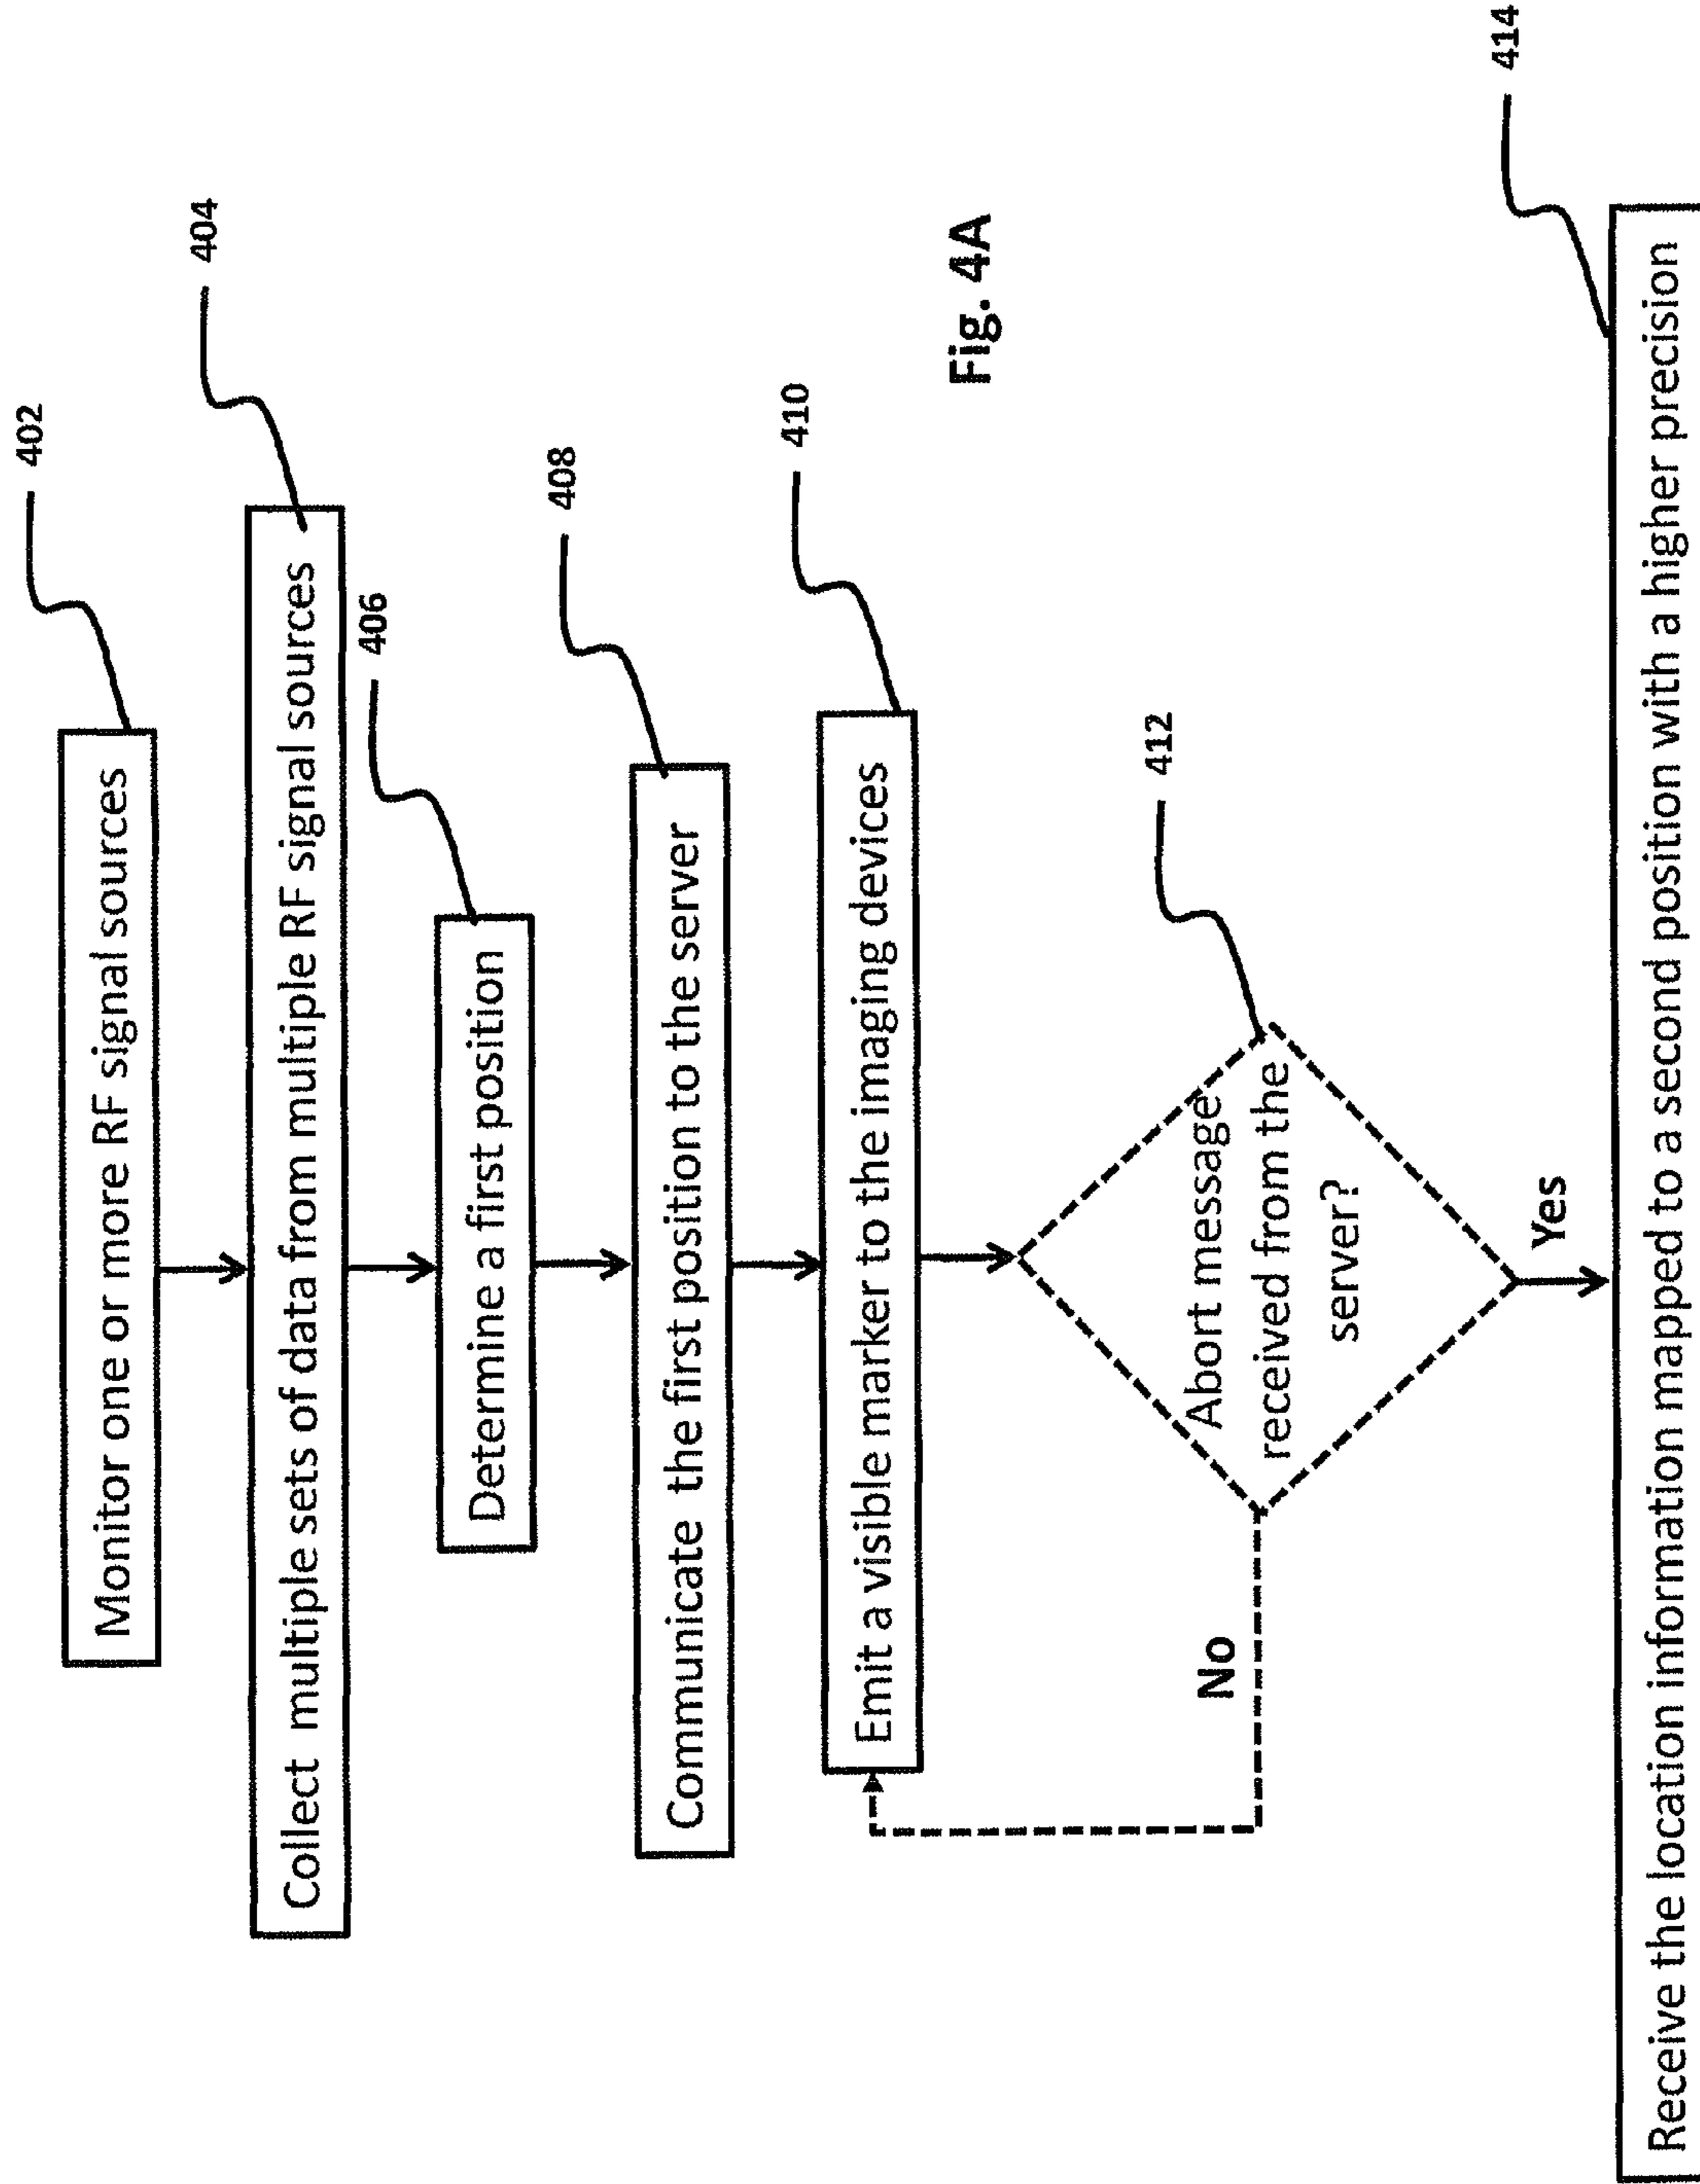 402
Monitor one or more RF signal sources
404
Collect multiple sets of data from multiple RF signal sources
406
Determine a first position
408
Communicate the first position to the server
410
Emit a visible marker to the imaging devices
412
Abort message
received from the
server?
No
Yes
414
Receive the location information mapped to a second position with a higher precision
Fig. 4A